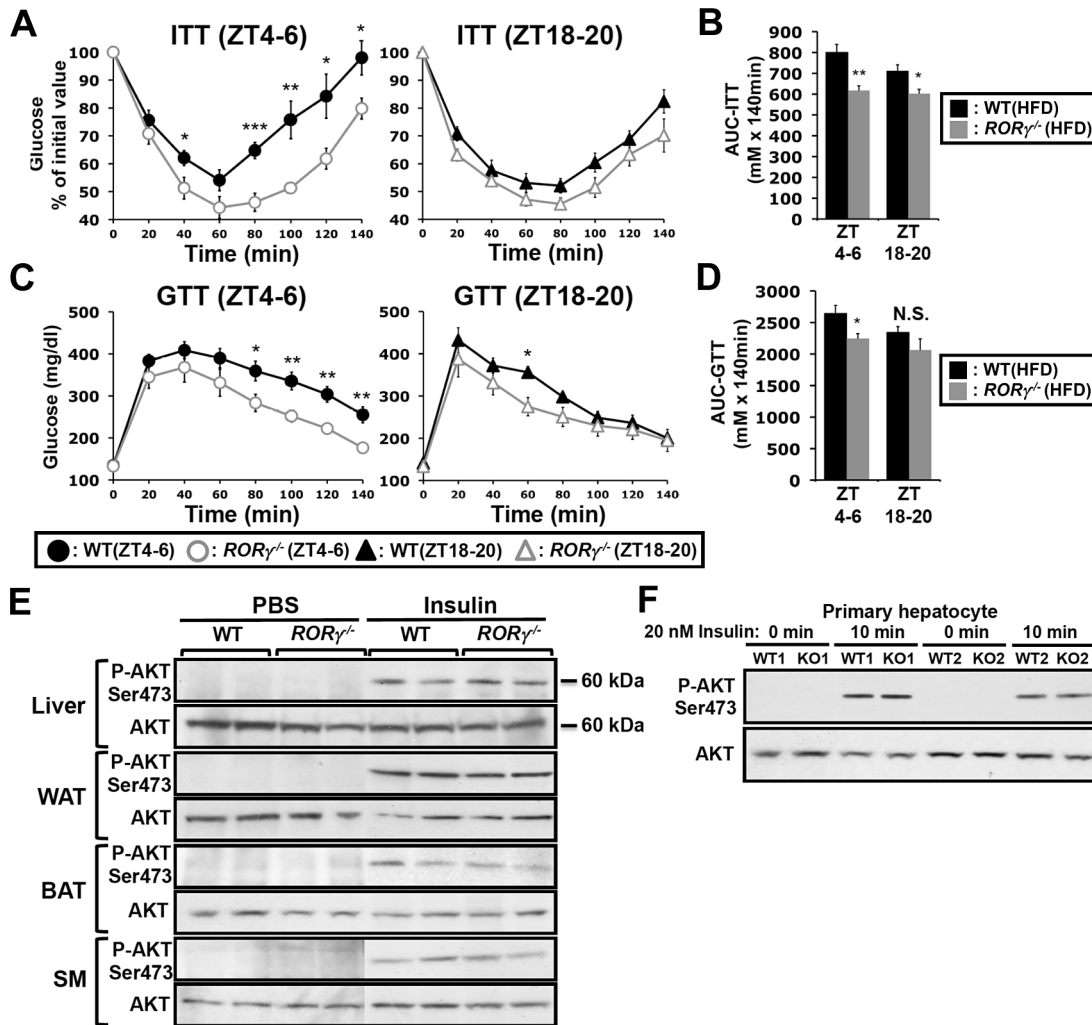 A
ITT (ZT4-6)
ITT (ZT18-20)
Glucose
% of initial value
100
90
80
70
60
50
40
0 20 40 60 80 100 120 140
Time (min)
* *** ** * *
100
90
80
70
60
50
40
0 20 40 60 80 100 120 140
Time (min)
B
AUC-ITT
(mM x 140min)
900
800
700
600
500
400
300
200
100
0
** *
ZT ZT
4-6 18-20
: WT(HFD)
: RORγ-/- (HFD)
C
GTT (ZT4-6)
GTT (ZT18-20)
Glucose (mg/dl)
500
400
300
200
100
0 20 40 60 80 100 120 140
Time (min)
* ** ** **
500
400
300
200
100
0 20 40 60 80 100 120 140
Time (min)
*
D
AUC-GTT
(mM x 140min)
3000
2500
2000
1500
1000
500
0
* N.S.
ZT ZT
4-6 18-20
: WT(HFD)
: RORγ-/- (HFD)
: WT(ZT4-6) : RORγ-/- (ZT4-6) : WT(ZT18-20) : RORγ-/- (ZT18-20)
E
PBS Insulin
WT RORγ-/- WT RORγ-/-
Liver
P-AKT
Ser473
60 kDa
AKT
60 kDa
WAT
P-AKT
Ser473
AKT
BAT
P-AKT
Ser473
AKT
SM
P-AKT
Ser473
AKT
F
Primary hepatocyte
20 nM Insulin: 0 min 10 min 0 min 10 min
WT1 KO1 WT1 KO1 WT2 KO2 WT2 KO2
P-AKT
Ser473
AKT